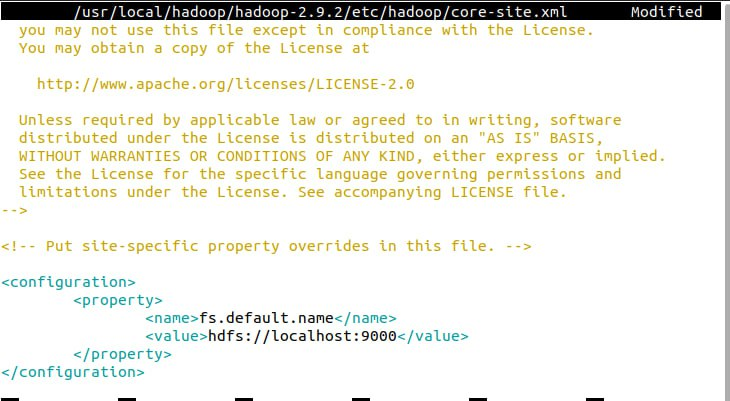 /usr/local/hadoop/hadoop-2.9.2/etc/hadoop/core-site.xml Modified
you may not use this file except in compliance with the License.
You may obtain a copy of the License at
http://www.apache.org/licenses/LICENSE-2.0
Unless required by applicable law or agreed to in writing, software
distributed under the License is distributed on an "AS IS" BASIS,
WITHOUT WARRANTIES OR CONDITIONS OF ANY KIND, either express or implied.
See the License for the specific language governing permissions and
limitations under the License. See accompanying LICENSE file.
-->
<!-- Put site-specific property overrides in this file. -->
<configuration>
<property>
<name>fs.default.name</name>
<value>hdfs://localhost:9000</value>
</property>
</configuration>